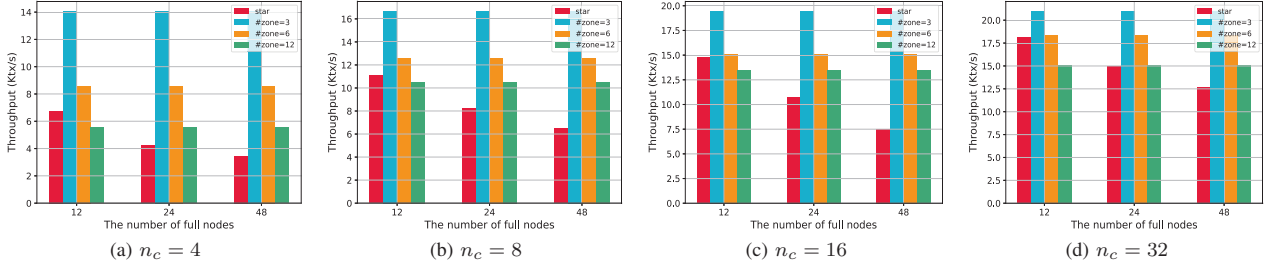 14
12
10
8
6
4
2
0
Throughput (Ktx/s)
star
#zone=3
#zone=6
#zone=12
12
24
48
The number of full nodes
(a) n_c = 4
16
14
12
10
8
6
4
2
0
Throughput (Ktx/s)
star
#zone=3
#zone=6
#zone=12
12
24
48
The number of full nodes
(b) n_c = 8
20.0
17.5
15.0
12.5
10.0
7.5
5.0
2.5
0.0
Throughput (Ktx/s)
star
#zone=3
#zone=6
#zone=12
12
24
48
The number of full nodes
(c) n_c = 16
20.0
17.5
15.0
12.5
10.0
7.5
5.0
2.5
0.0
Throughput (Ktx/s)
star
#zone=3
#zone=6
#zone=12
12
24
48
The number of full nodes
(d) n_c = 32